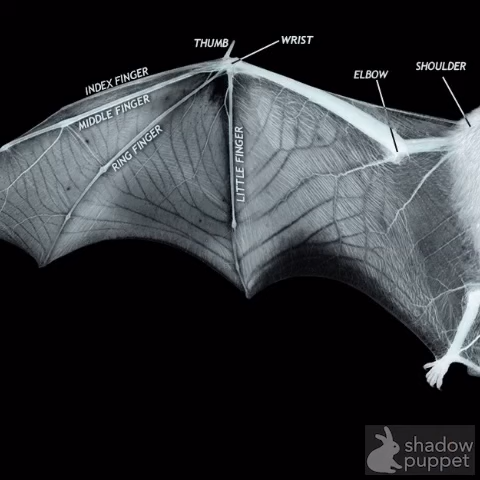 THUMB
WRIST
ELBOW
SHOULDER
INDEX FINGER
MIDDLE FINGER
RING FINGER
LITTLE FINGER
shadow
puppet